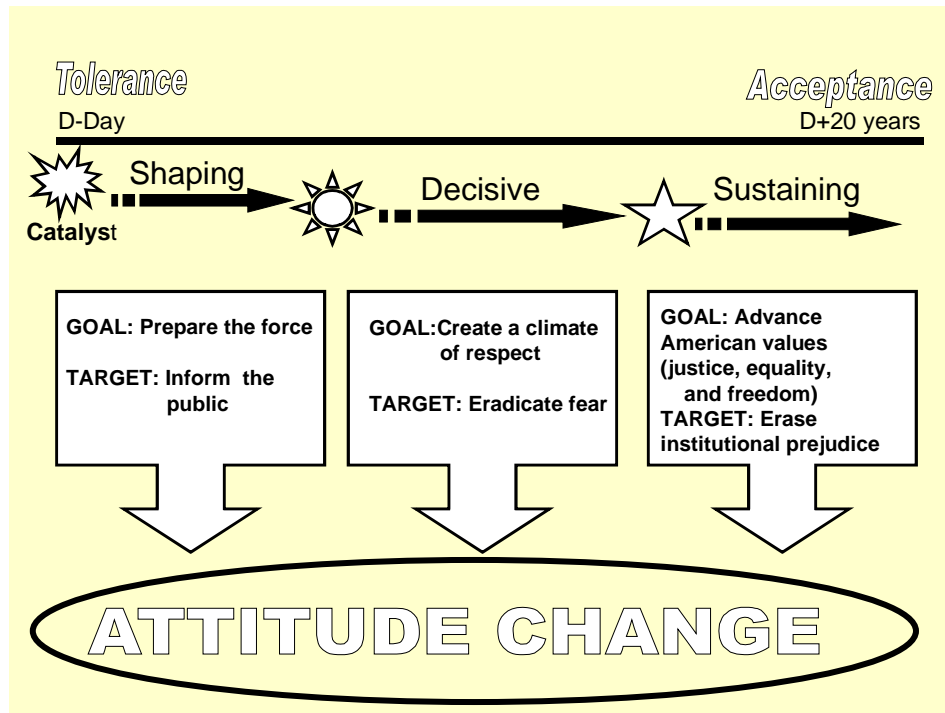 Tolerance
Acceptance
D-Day
D+20 years
Shaping
Decisive
Sustaining
Catalyst
GOAL: Prepare the force
TARGET: Inform the
public
GOAL:Create a climate
of respect
TARGET: Eradicate fear
GOAL: Advance
American values
(justice, equality,
and freedom)
TARGET: Erase
institutional prejudice
ATTITUDE CHANGE